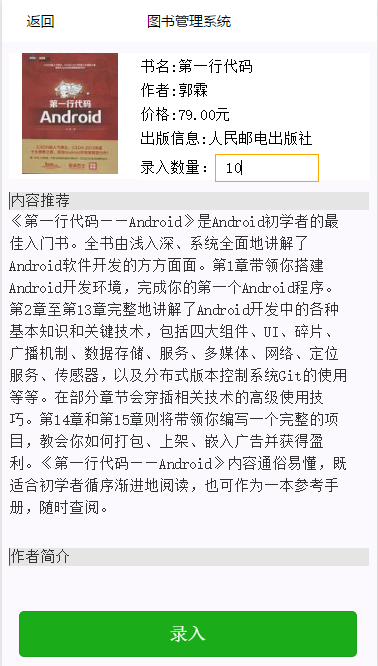 返回 图书管理系统
第一行代码
Android
书名:第一行代码
作者:郭霖
价格:79.00元
出版信息:人民邮电出版社
录入数量： 10
内容推荐
《第一行代码——Android》是Android初学者的最
佳入门书。全书由浅入深、系统全面地讲解了
Android软件开发的方方面面。第1章带领你搭建
Android开发环境，完成你的第一个Android程序。
第2章至第13章完整地讲解了Android开发中的各种
基本知识和关键技术，包括四大组件、UI、碎片、
广播机制、数据存储、服务、多媒体、网络、定位
服务、传感器，以及分布式版本控制系统Git的使用
等等。在部分章节会穿插相关技术的高级使用技
巧。第14章和第15章则将带领你编写一个完整的项
目，教会你如何打包、上架、嵌入广告并获得盈
利。《第一行代码——Android》内容通俗易懂，既
适合初学者循序渐进地阅读，也可作为一本参考手
册，随时查阅。
作者简介
录入